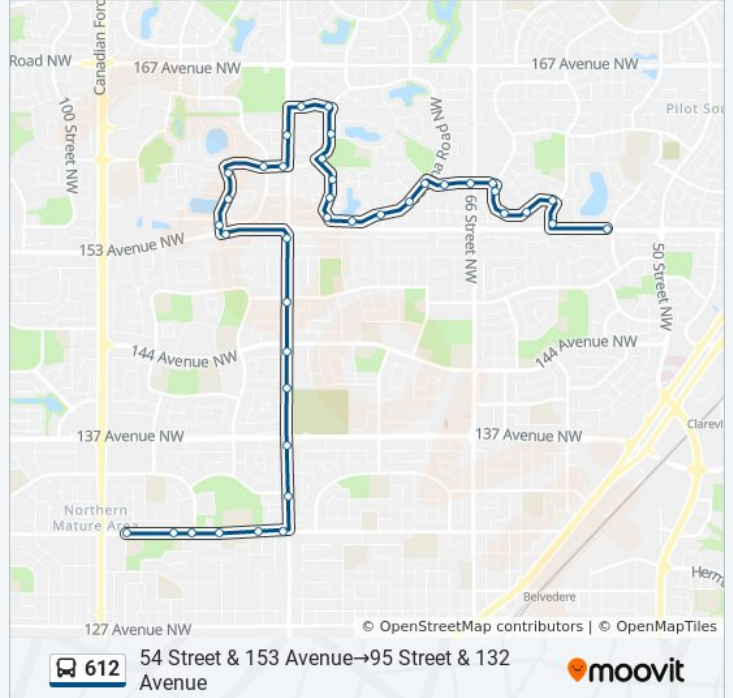 Road NW
Canadian Forc
167 Avenue NW
167 Avenue NW
100 Street NW
na Road NW
Pilot Sou
66 Street NW
153 Avenue NW
50 Street NW
144 Avenue NW
144 Avenue NW
137 Avenue NW
137 Avenue NW
Clarevi
Northern
Mature Area
Herm
Belvedere
127 Avenue NW
© OpenStreetMap contributors | © OpenMapTiles
612
54 Street & 153 Avenue→95 Street & 132
Avenue
moovit